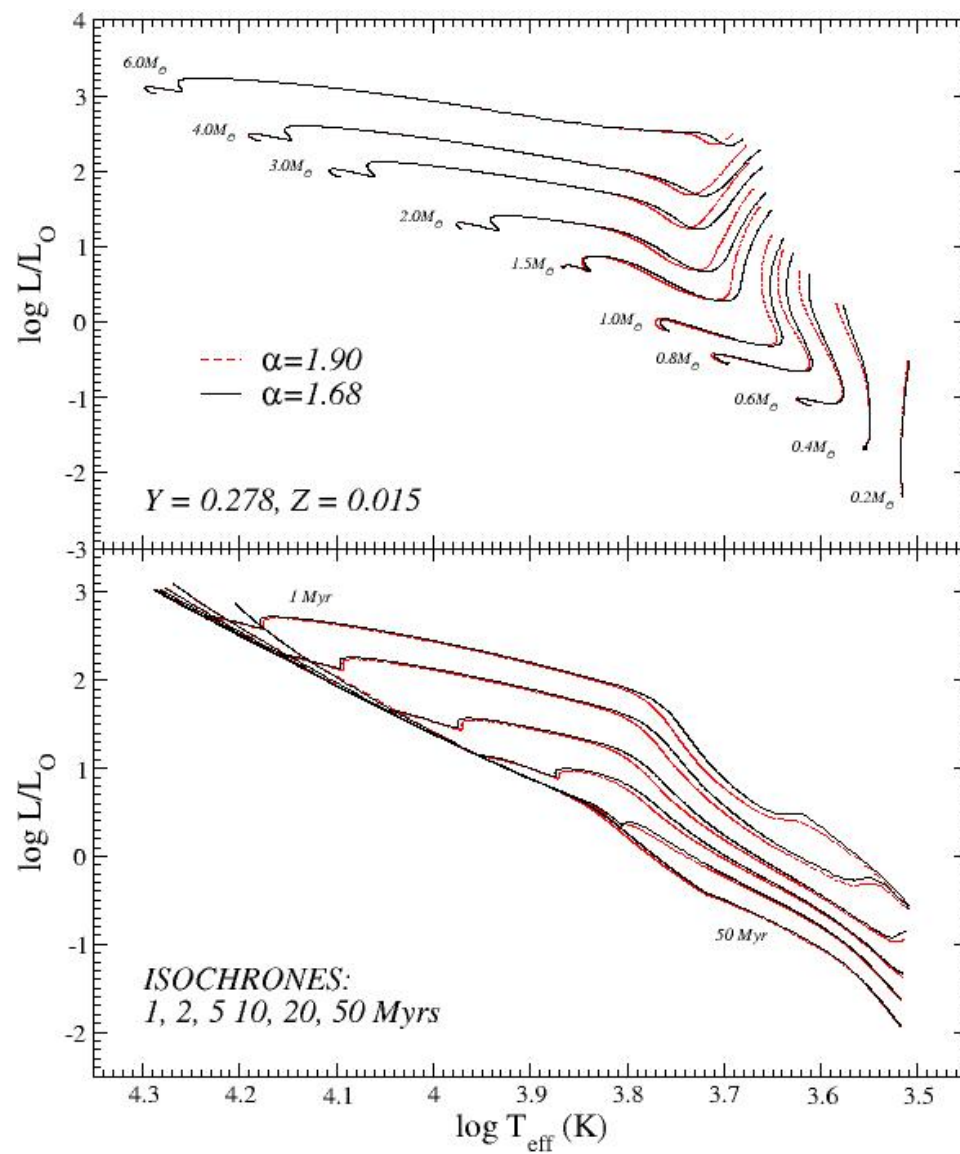 4
3
2
1
0
-1
-2
-3
log L/L⊙
6.0M⊙
4.0M⊙
3.0M⊙
2.0M⊙
1.5M⊙
1.0M⊙
0.8M⊙
0.6M⊙
0.4M⊙
0.2M⊙
α=1.90
α=1.68
Y = 0.278, Z = 0.015
3
2
1
0
-1
-2
log L/L⊙
1 Myr
50 Myr
ISOCHRONES:
1, 2, 5 10, 20, 50 Myrs
4.3 4.2 4.1 4 3.9 3.8 3.7 3.6 3.5
log T_eff (K)